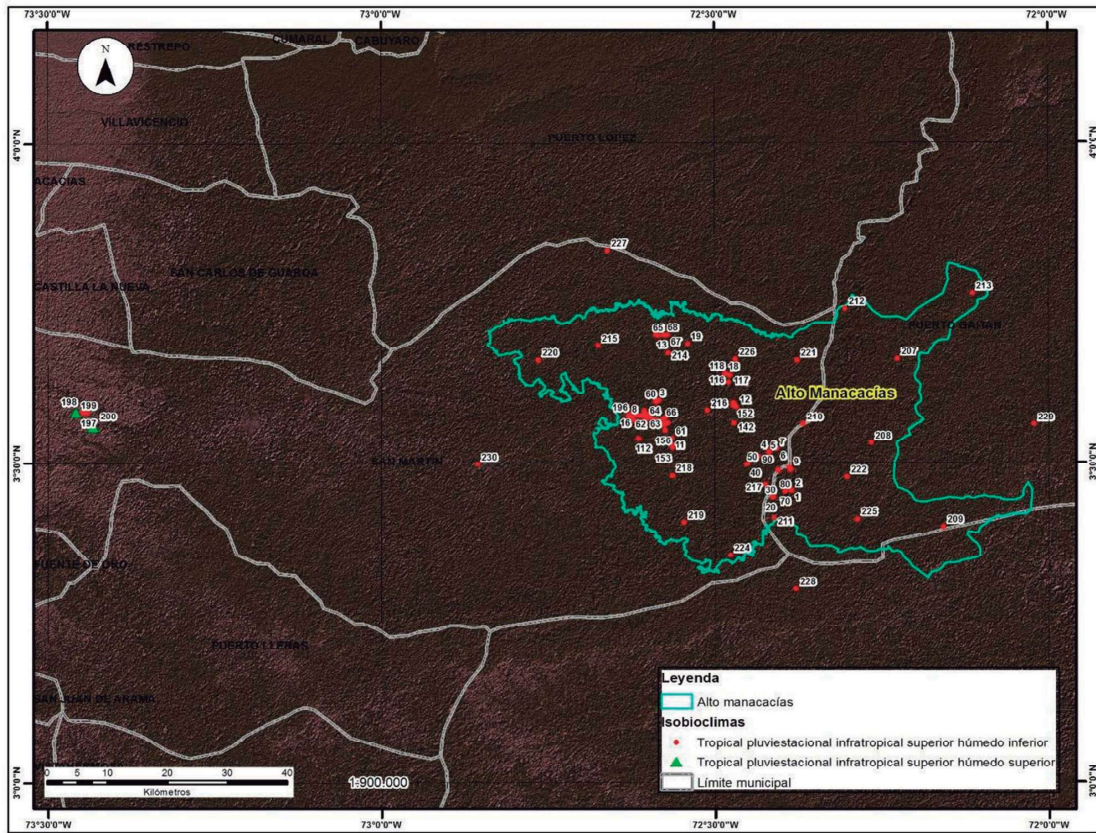 73°30'0"W
73°0'0"W
72°30'0"W
72°0'0"W
N
RESTREPO
CUMARAL
CABUYARO
VILLAVICENCIO
PUERTO LOPEZ
4°0'0"N
4°0'0"N
ACACIAS
SAN CARLOS DE GUAROA
CASTILLA LA NUEVA
227
213
212
PUERTO GAITAN
65
68
215
13
67
19
214
220
118
18
226
221
207
116
117
Alto Manacacías
60
3
12
216
152
142
210
229
198
199
197
200
196
8
64
66
16
62
63
61
112
150
11
153
4
5
7
208
SAN MARTIN
230
50
90
6
3°30'0"N
3°30'0"N
218
40
217
222
30
80
2
70
1
20
219
211
225
209
224
228
PUENTE DE ORO
PUERTO LLERAS
SAN JUAN DE ARAMA
Leyenda
Alto manacacías
Isobioclimas
Tropical pluviestacional infratropical superior húmedo inferior
Tropical pluviestacional infratropical superior húmedo superior
Límite municipal
0 5 10 20 30 40
Kilómetros
1:900.000
3°0'0"N
3°0'0"N
73°30'0"W
73°0'0"W
72°30'0"W
72°0'0"W